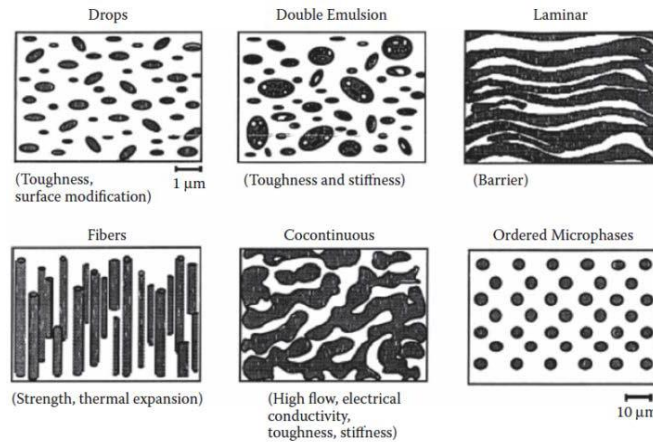 Drops
Double Emulsion
Laminar
(Toughness,
surface modification)
1 μm
(Toughness and stiffness)
(Barrier)
Fibers
Cocontinuous
Ordered Microphases
(Strength, thermal expansion)
(High flow, electrical
conductivity,
toughness, stiffness)
10 μm